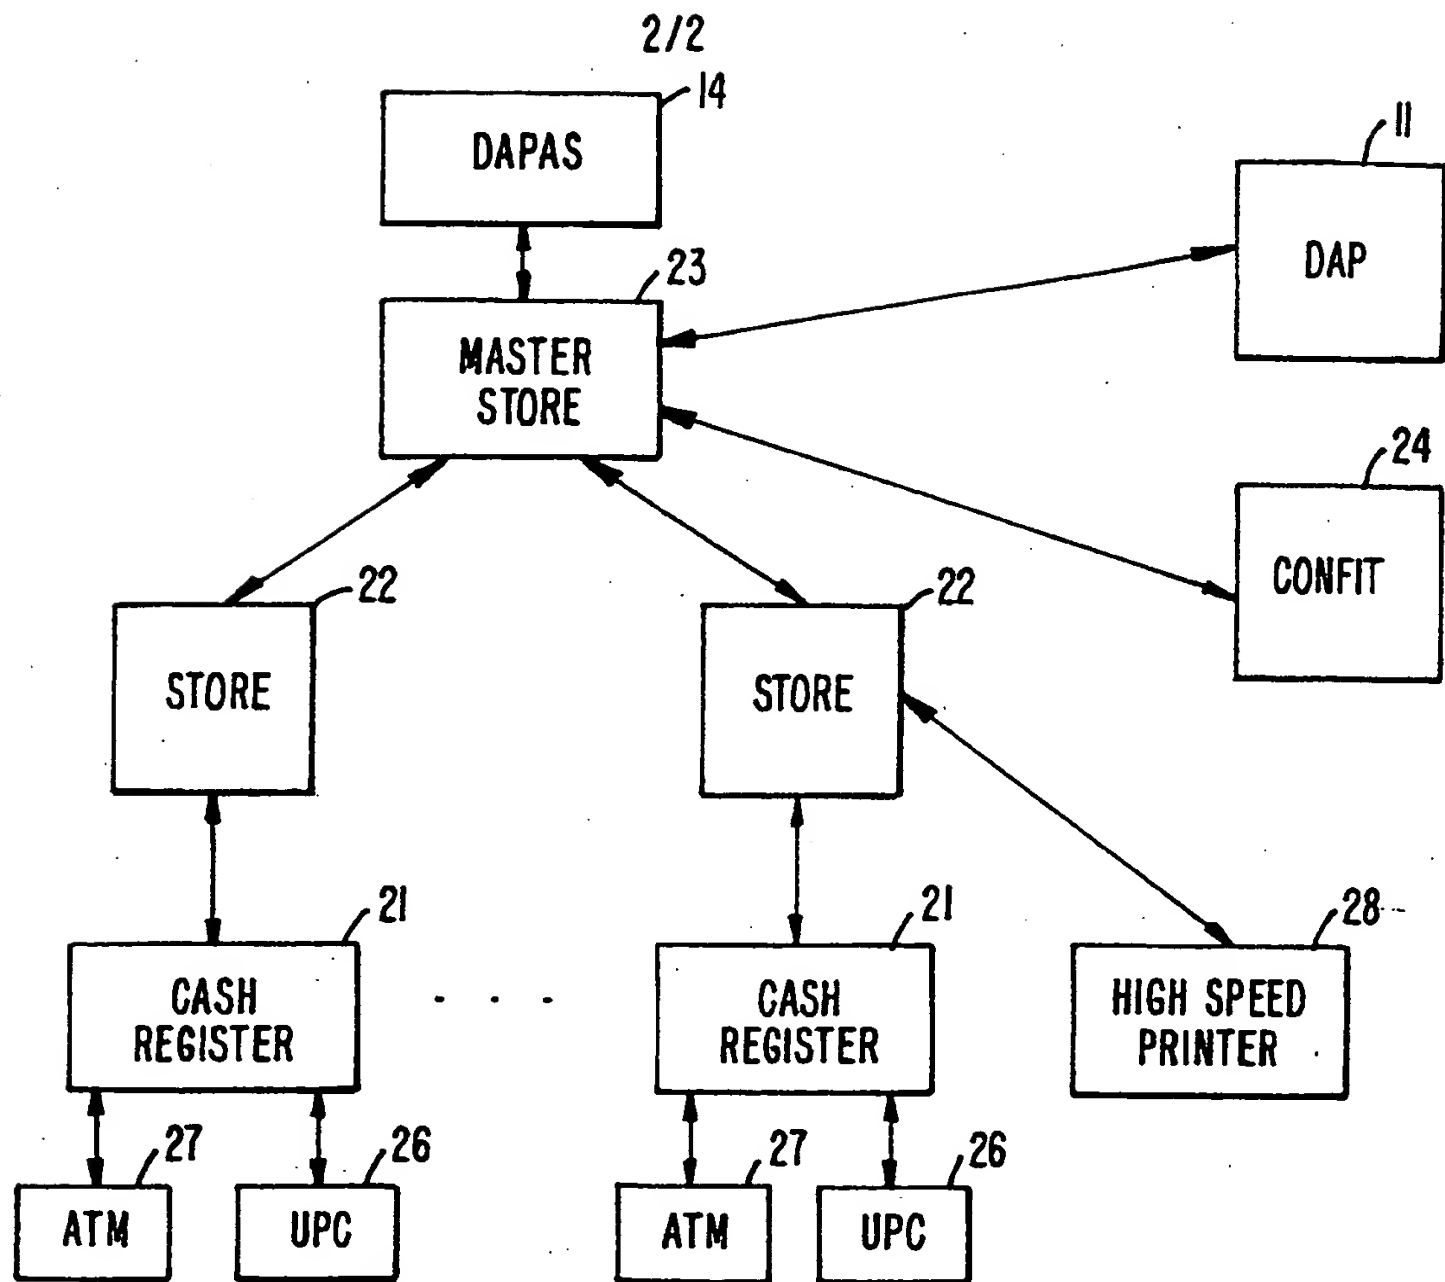 2/2
14
DAPAS
11
DAP
23
MASTER
STORE
24
CONFIT
22
STORE
22
STORE
21
CASH
REGISTER
. . .
21
CASH
REGISTER
28
HIGH SPEED
PRINTER
27
ATM
26
UPC
27
ATM
26
UPC